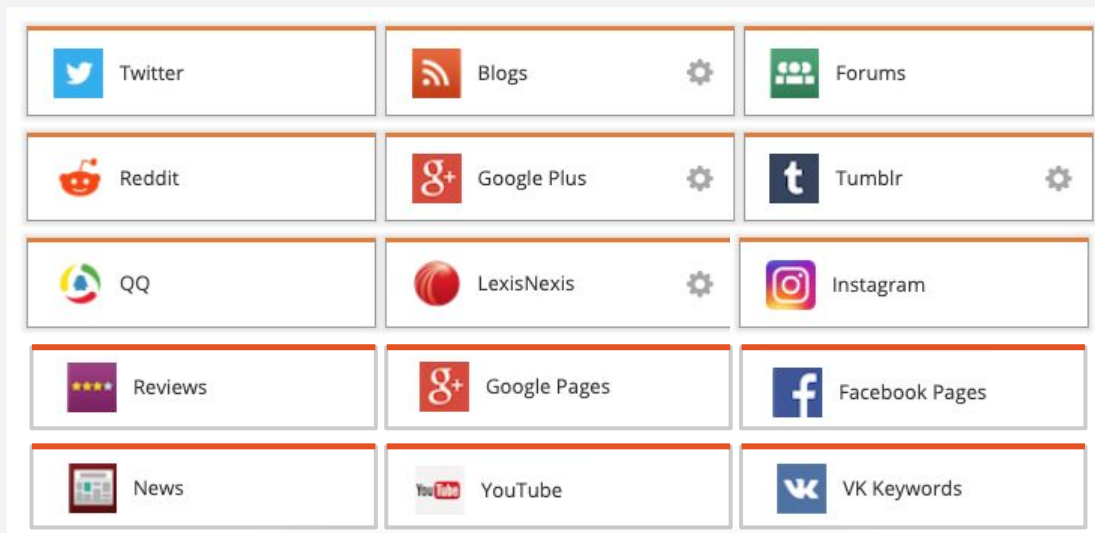 Twitter
Blogs
Forums
Reddit
g+ Google Plus
t Tumblr
QQ
LexisNexis
Instagram
Reviews
g+ Google Pages
f Facebook Pages
News
YouTube YouTube
VK Keywords